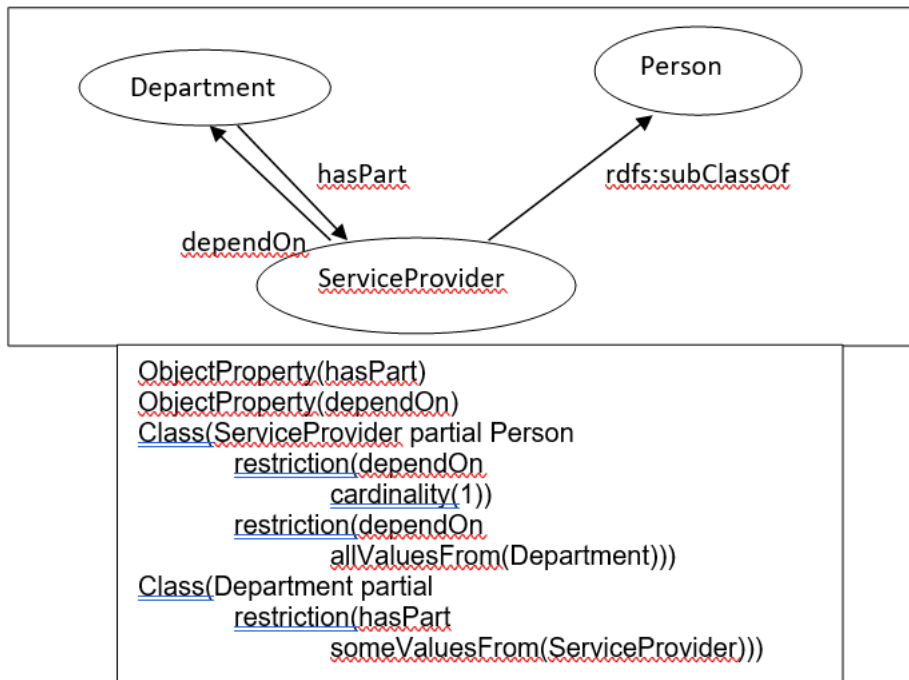 Department
Person
hasPart
rdfs:subClassOf
dependOn
ServiceProvider
ObjectProperty(hasPart)
ObjectProperty(dependOn)
Class(ServiceProvider partial Person
restriction(dependOn
cardinality(1))
restriction(dependOn
allValuesFrom(Department)))
Class(Department partial
restriction(hasPart
someValuesFrom(ServiceProvider)))